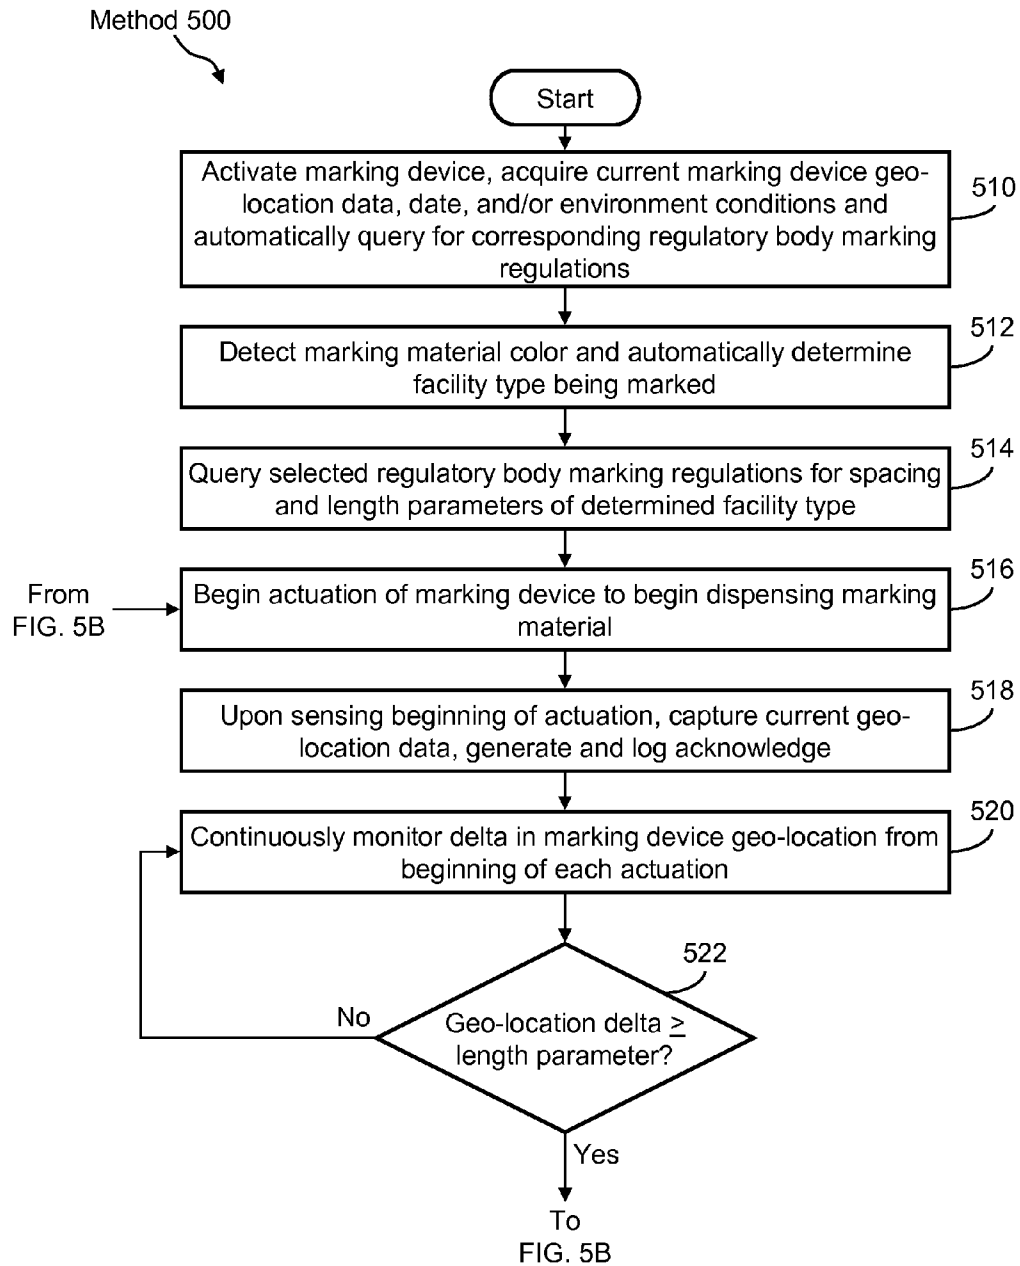 Method 500
Start
Activate marking device, acquire current marking device geo-
location data, date, and/or environment conditions and
automatically query for corresponding regulatory body marking
regulations
510
Detect marking material color and automatically determine
facility type being marked
512
Query selected regulatory body marking regulations for spacing
and length parameters of determined facility type
514
From
FIG. 5B
Begin actuation of marking device to begin dispensing marking
material
516
Upon sensing beginning of actuation, capture current geo-
location data, generate and log acknowledge
518
Continuously monitor delta in marking device geo-location from
beginning of each actuation
520
522
No
Geo-location delta ≥
length parameter?
Yes
To
FIG. 5B